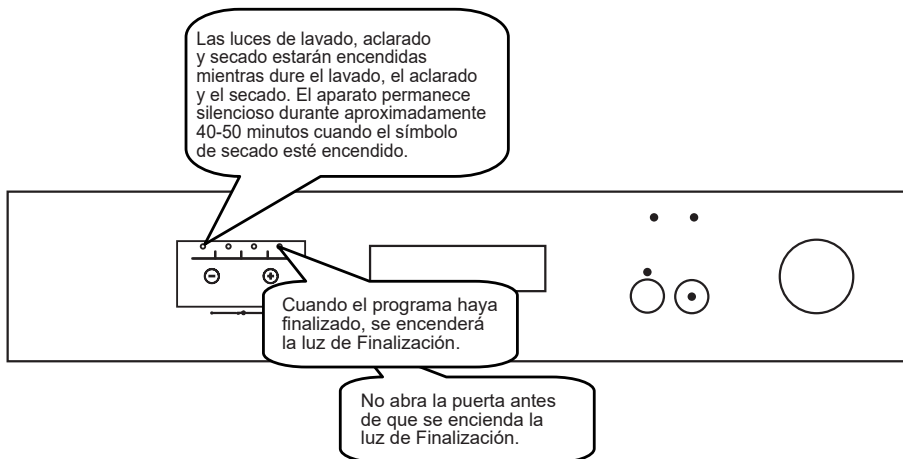 Las luces de lavado, aclarado
y secado estarán encendidas
mientras dure el lavado, el aclarado
y el secado. El aparato permanece
silencioso durante aproximadamente
40-50 minutos cuando el símbolo
de secado esté encendido.
Cuando el programa haya
finalizado, se encenderá
la luz de Finalización.
No abra la puerta antes
de que se encienda la
luz de Finalización.